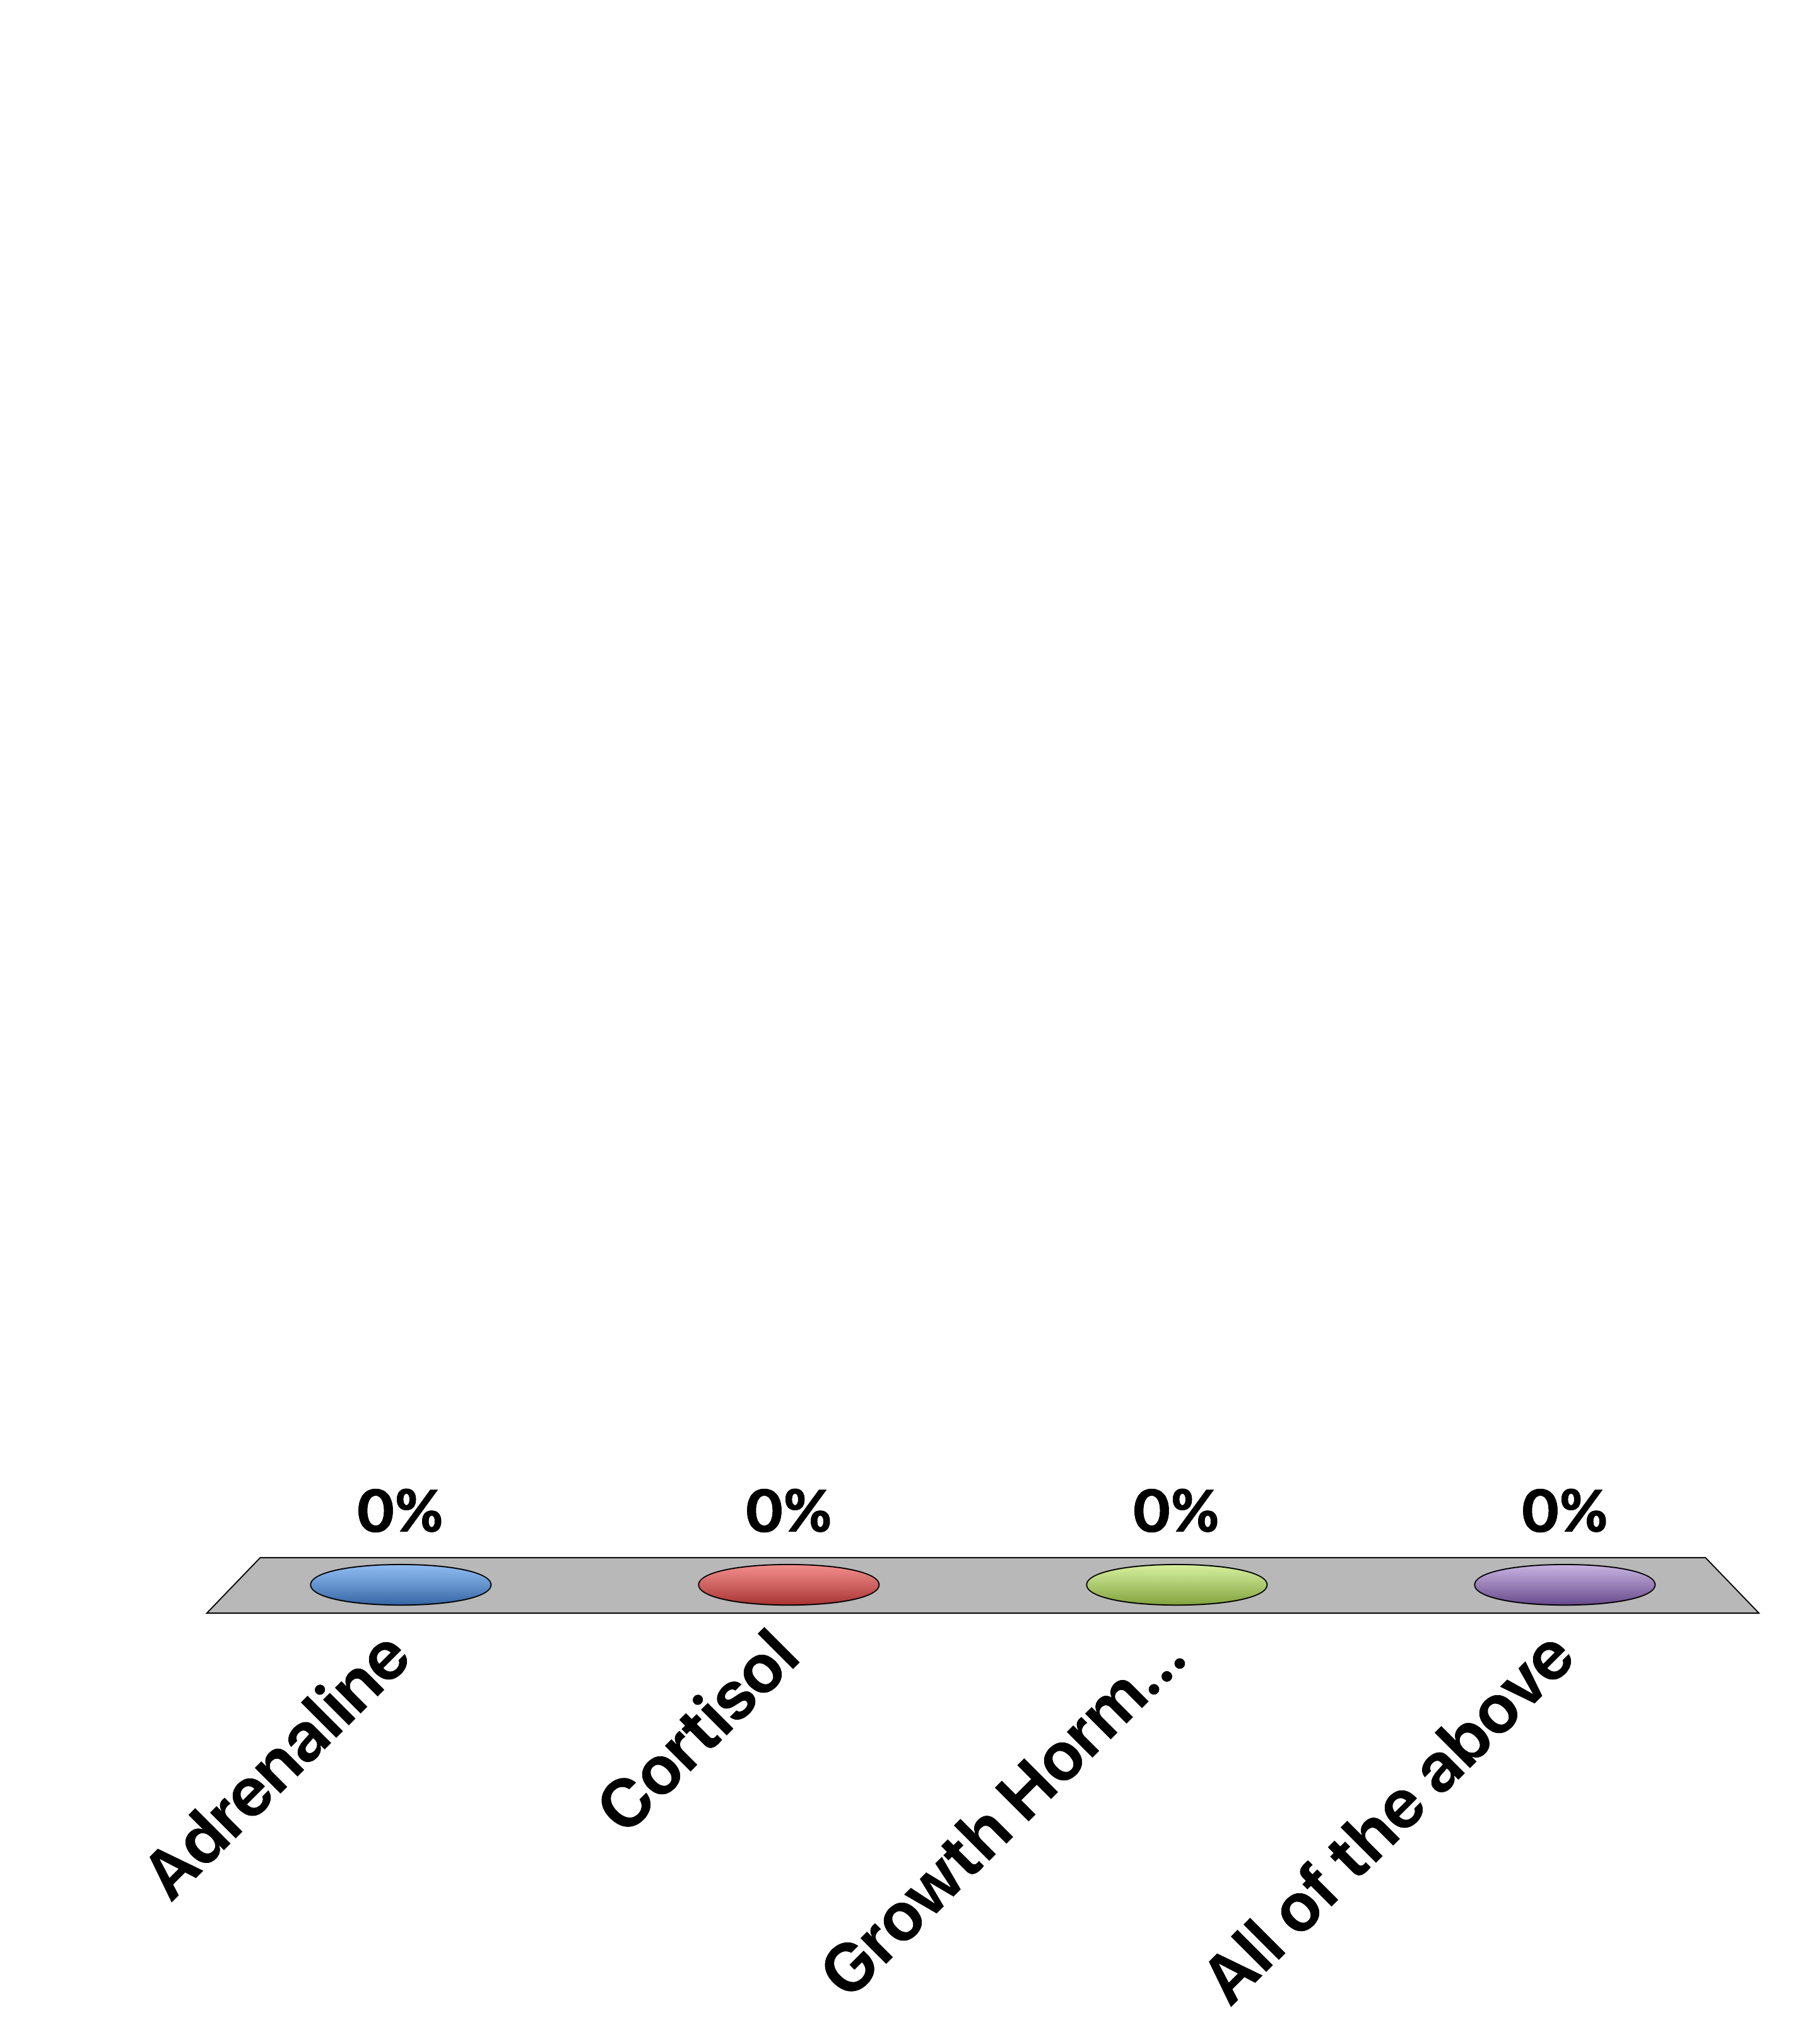 0% 0% 0% 0%
Adrenaline
Cortisol
Growth Horm...
All of the above